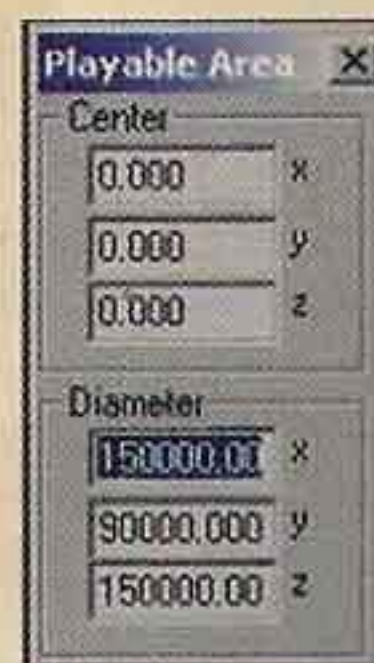 Playable Area
Center
0.000 x
0.000 y
0.000 z
Diameter
150000.00 x
90000.000 y
150000.00 z